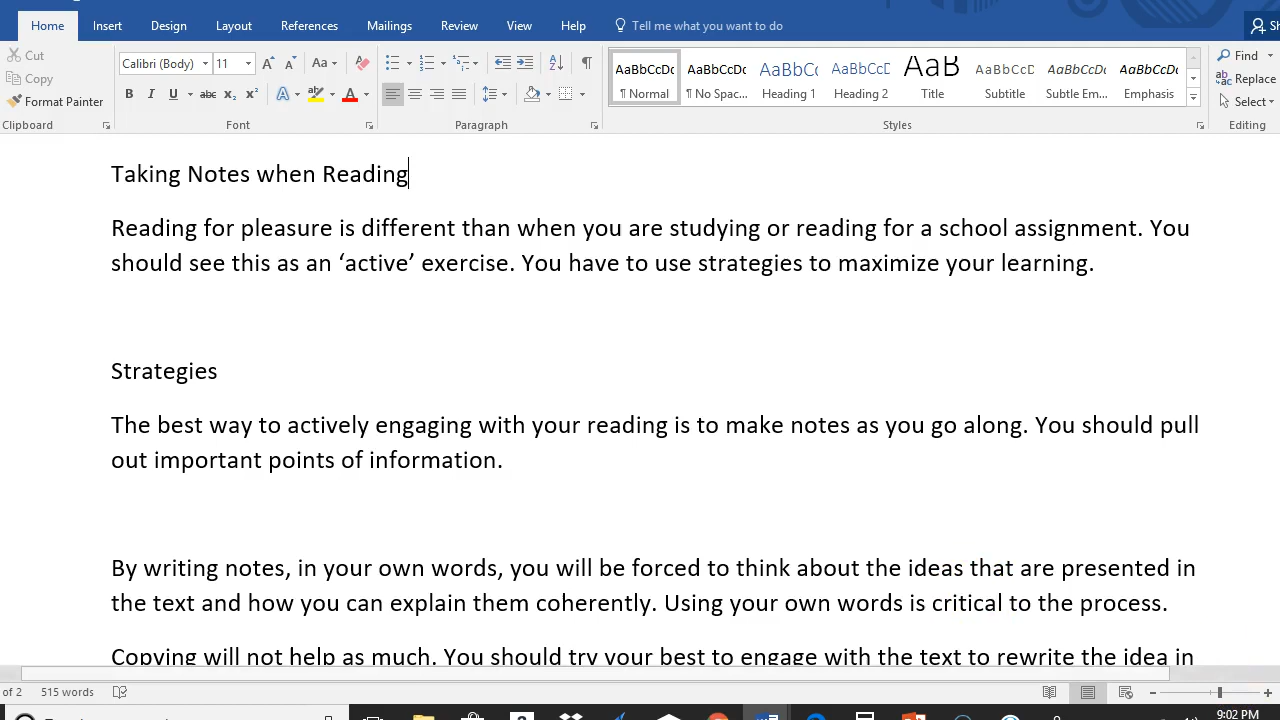 Home Insert Design Layout References Mailings Review View Help Tell me what you want to do
Cut
Copy
Format Painter
Clipboard
Calibri (Body) 11
Font
Paragraph
AaBbCcDc AaBbCcDc AaBbC AaBbCcD AaB AaBbCcD AaBbCcD AaBbCcD
¶ Normal ¶ No Spac... Heading 1 Heading 2 Title Subtitle Subtle Em... Emphasis
Styles
Find
Replace
Select
Editing
Taking Notes when Reading
Reading for pleasure is different than when you are studying or reading for a school assignment. You
should see this as an ‘active’ exercise. You have to use strategies to maximize your learning.
Strategies
The best way to actively engaging with your reading is to make notes as you go along. You should pull
out important points of information.
By writing notes, in your own words, you will be forced to think about the ideas that are presented in
the text and how you can explain them coherently. Using your own words is critical to the process.
Copying will not help as much. You should try your best to engage with the text to rewrite the idea in
of 2 515 words
9:02 PM